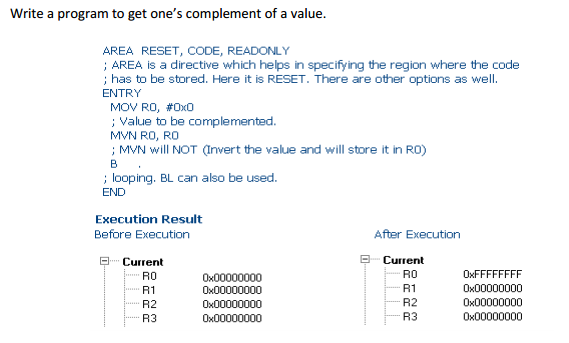 Write a program to get one’s complement of a value.
AREA RESET, CODE, READONLY
; AREA is a directive which helps in specifying the region where the code
; has to be stored. Here it is RESET. There are other options as well.
ENTRY
MOV R0, #0x0
; Value to be complemented.
MVN R0, R0
; MVN will NOT (Invert the value and will store it in R0)
B .
; looping. BL can also be used.
END
Execution Result
Before Execution After Execution
Current Current
R0 0x00000000 R0 0xFFFFFFFF
R1 0x00000000 R1 0x00000000
R2 0x00000000 R2 0x00000000
R3 0x00000000 R3 0x00000000